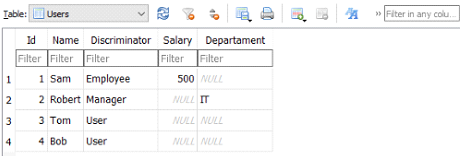 Table: Users Filter in any colu...
Id Name Discriminator Salary Departament
Filter Filter Filter Filter Filter
1 1 Sam Employee 500 NULL
2 2 Robert Manager NULL IT
3 3 Tom User NULL NULL
4 4 Bob User NULL NULL